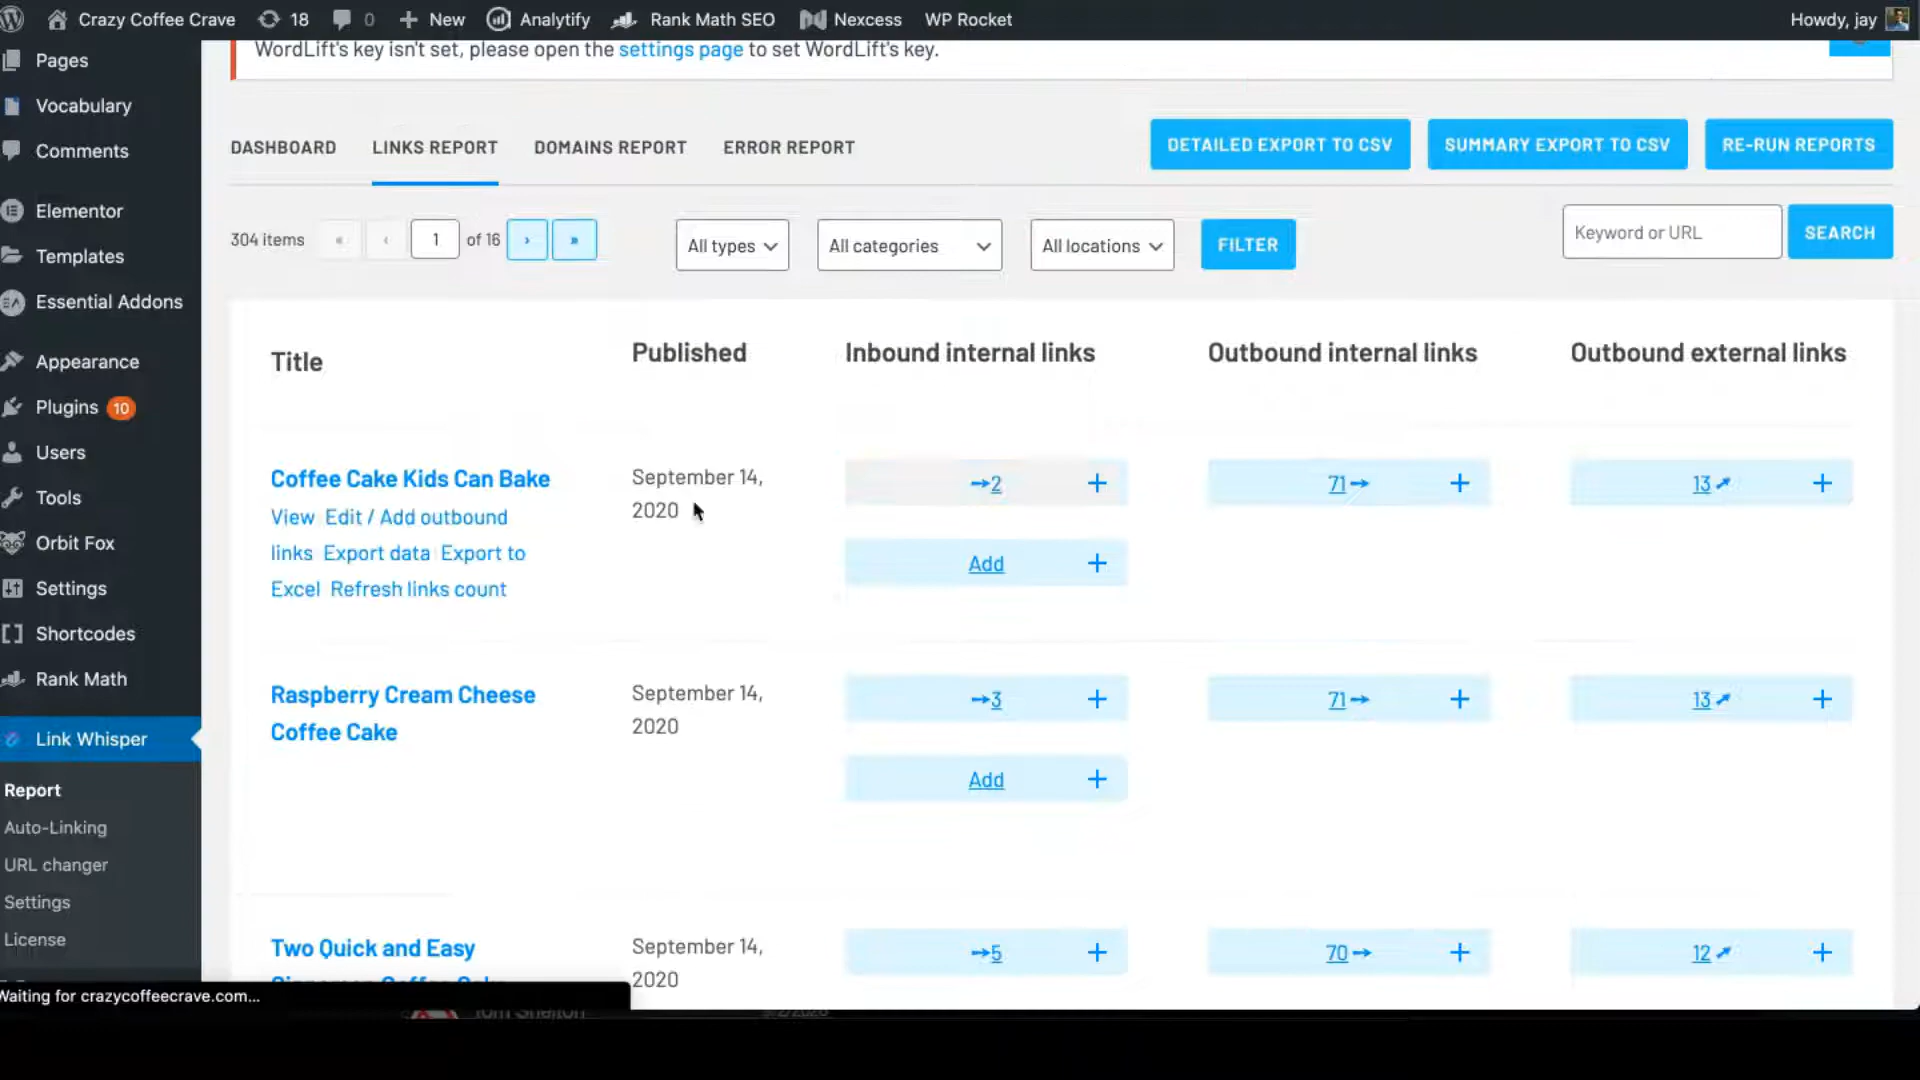 Crazy Coffee Crave 18 0 New Analytify Rank Math SEO Nexcess WP Rocket Howdy, jay
WordLift's key isn't set, please open the settings page to set WordLift's key.
Pages
Vocabulary
Comments
Elementor
Templates
Essential Addons
Appearance
Plugins 10
Users
Tools
Orbit Fox
Settings
Shortcodes
Rank Math
Link Whisper
Report
Auto-Linking
URL changer
Settings
License
DASHBOARD LINKS REPORT DOMAINS REPORT ERROR REPORT
DETAILED EXPORT TO CSV SUMMARY EXPORT TO CSV RE-RUN REPORTS
304 items « ‹ 1 of 16 › » All types All categories All locations FILTER Keyword or URL SEARCH
Title Published Inbound internal links Outbound internal links Outbound external links
Coffee Cake Kids Can Bake
View Edit / Add outbound
links Export data Export to
Excel Refresh links count
September 14,
2020
→2 + 71→ + 13↗ +
Add +
Raspberry Cream Cheese
Coffee Cake
September 14,
2020
→3 + 71→ + 13↗ +
Add +
Two Quick and Easy
Cinnamon Coffee Cake
September 14,
2020
→5 + 70→ + 12↗ +
Waiting for crazycoffeecrave.com...
Tom Shelton